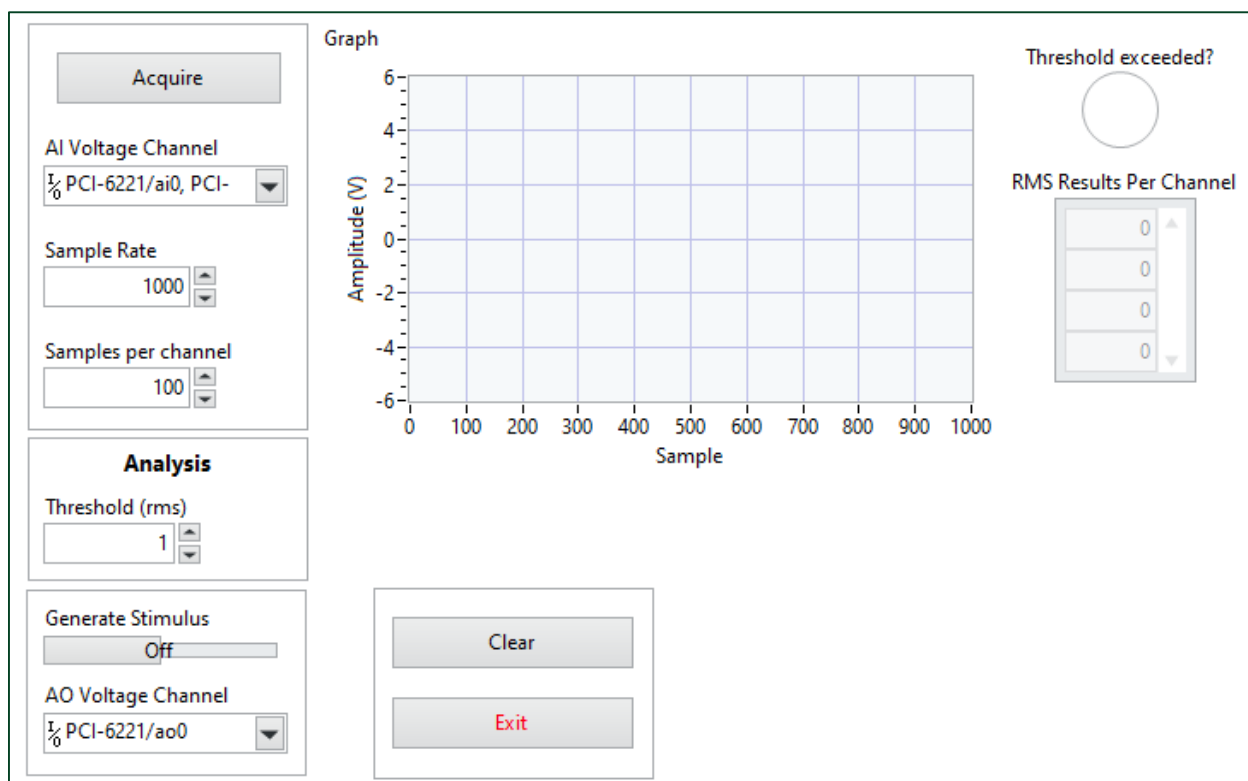 Acquire
AI Voltage Channel
I/O PCI-6221/ai0, PCI-
Sample Rate
1000
Samples per channel
100
Analysis
Threshold (rms)
1
Generate Stimulus
Off
AO Voltage Channel
I/O PCI-6221/ao0
Graph
Amplitude (V)
6
4
2
0
-2
-4
-6
0 100 200 300 400 500 600 700 800 900 1000
Sample
Clear
Exit
Threshold exceeded?
RMS Results Per Channel
0
0
0
0